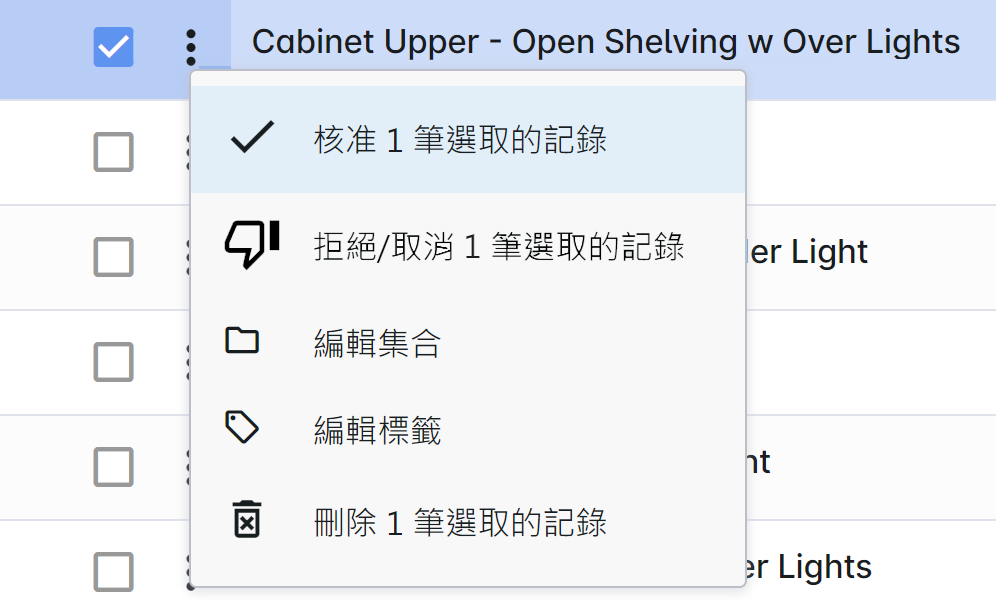 Cabinet Upper - Open Shelving w Over Lights
核准 1 筆選取的記錄
拒絕/取消 1 筆選取的記錄
er Light
編輯集合
編輯標籤
nt
刪除 1 筆選取的記錄
er Lights